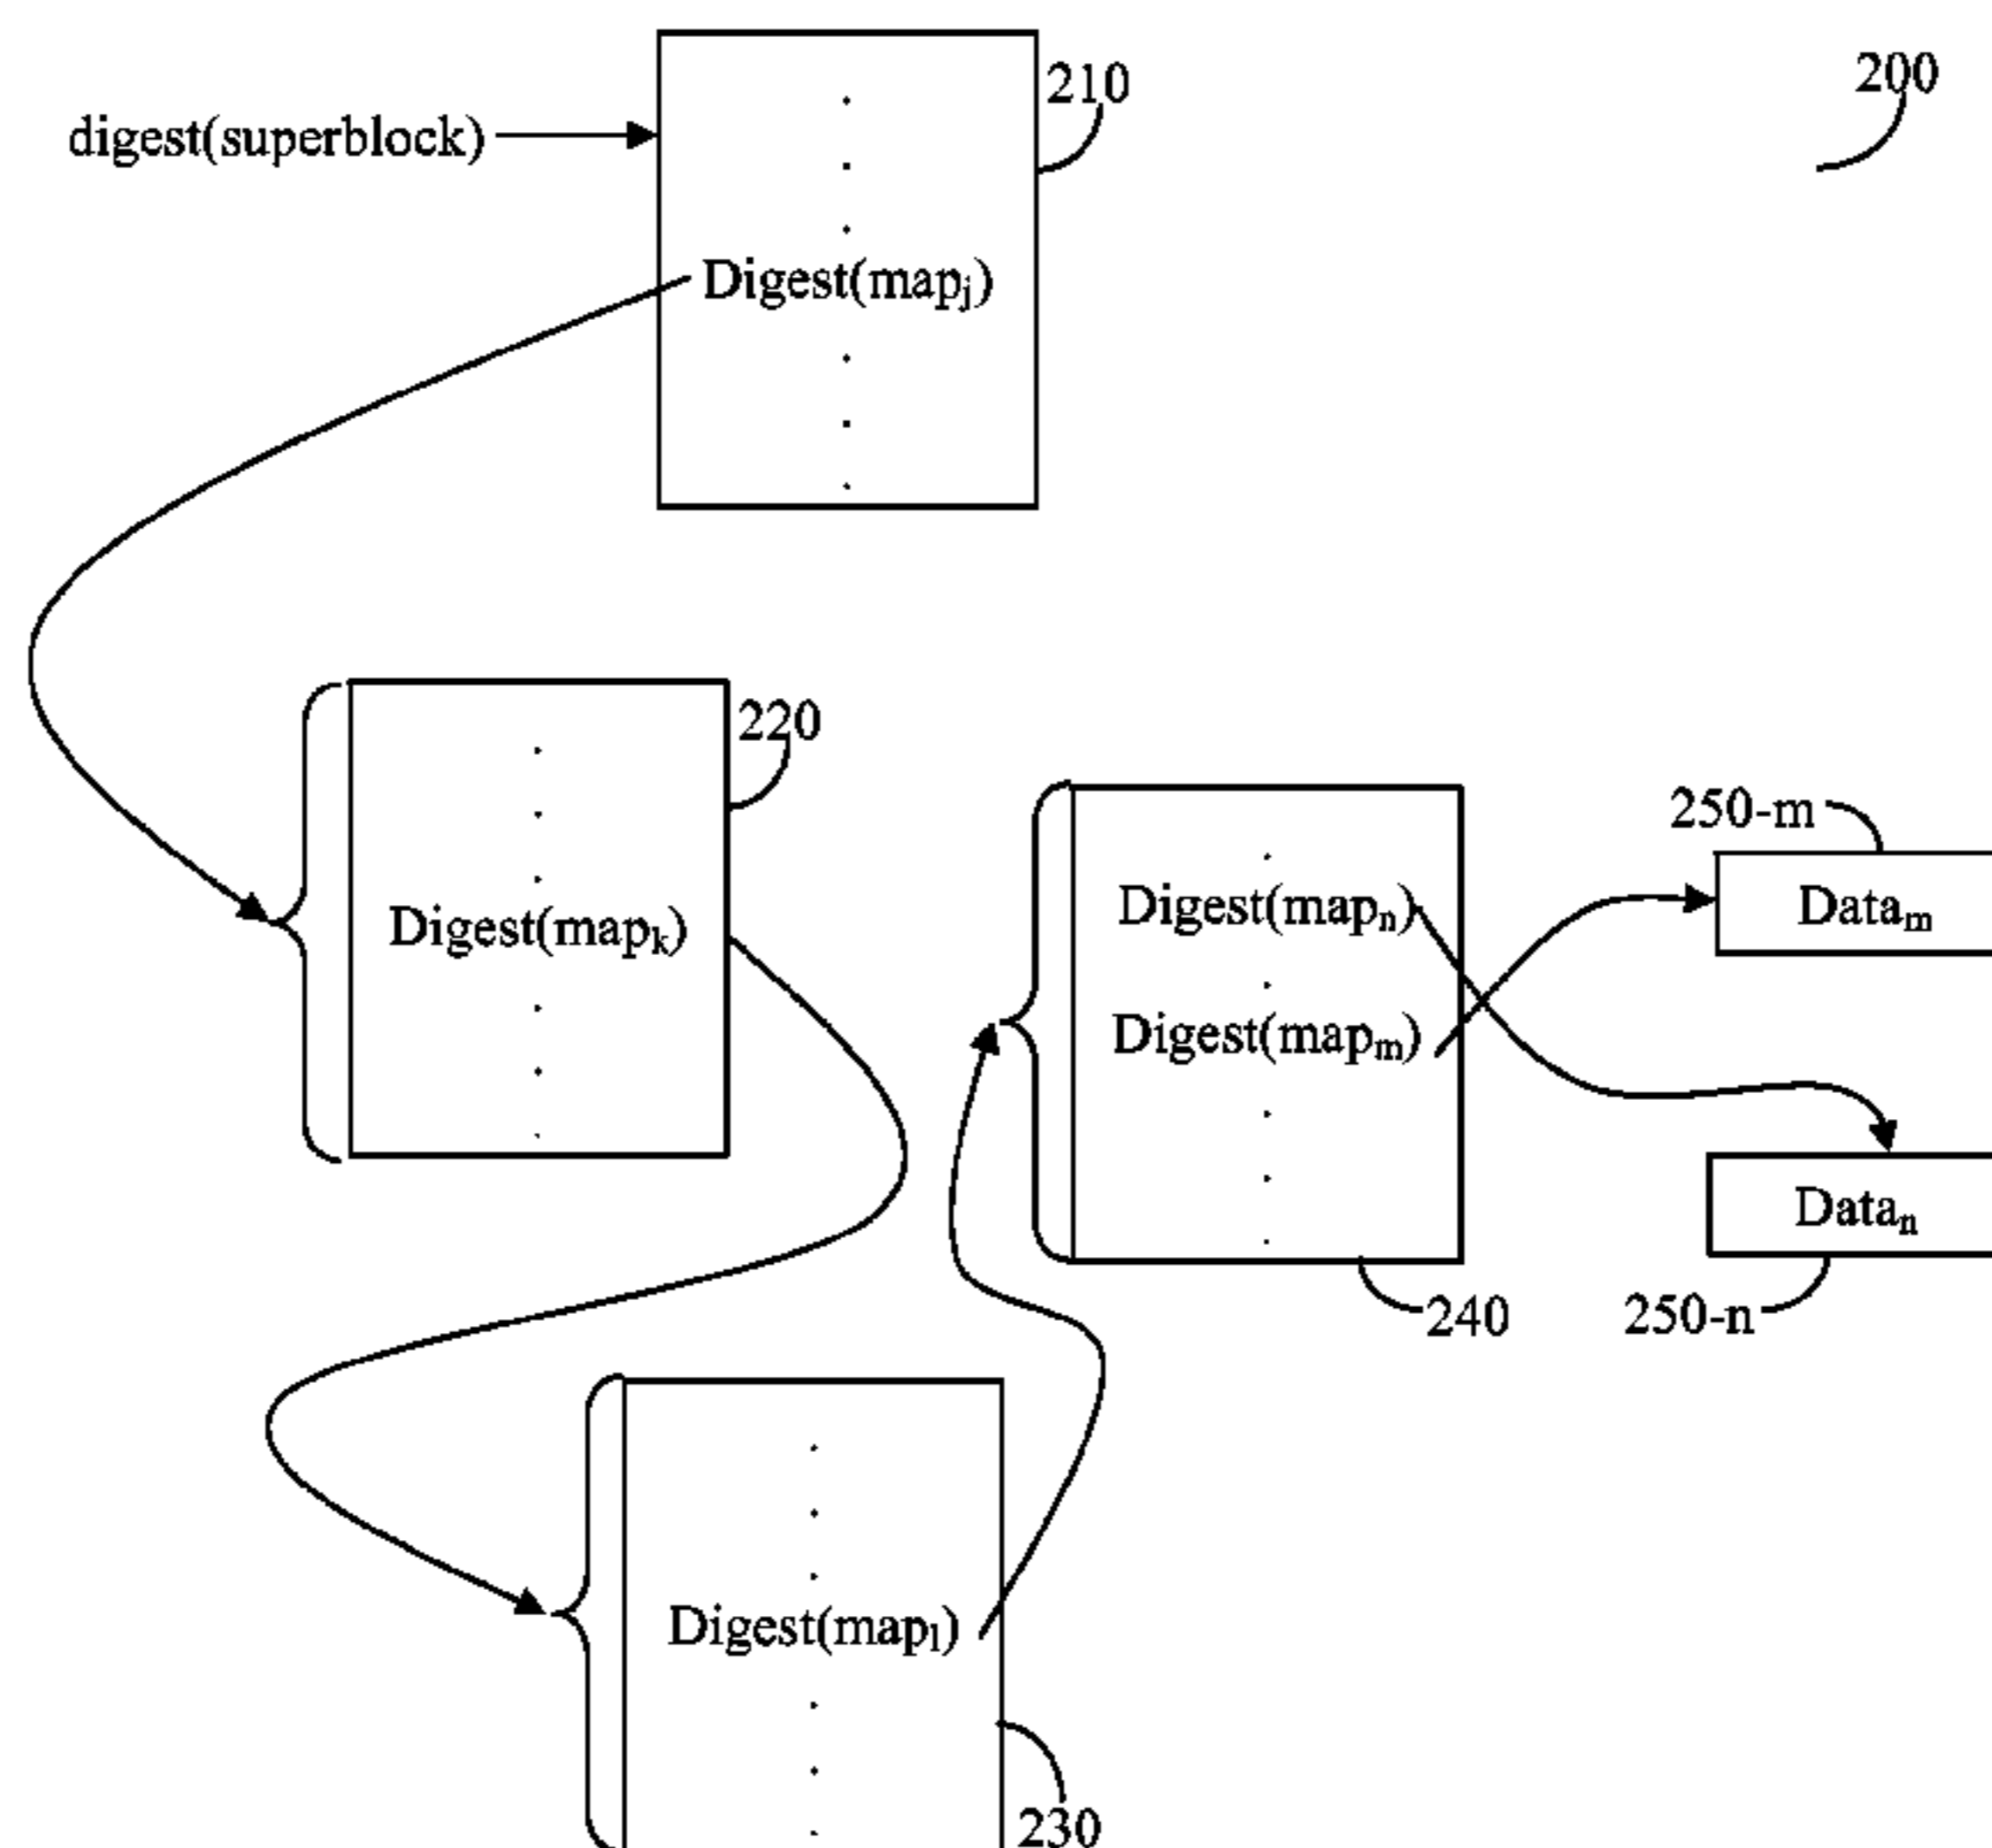 210
200
digest(superblock)
Digest(mapj)
220
250-m
Digest(mapk)
Digest(mapn)
Datam
Digest(mapm)
Datan
240
250-n
Digest(mapl)
230